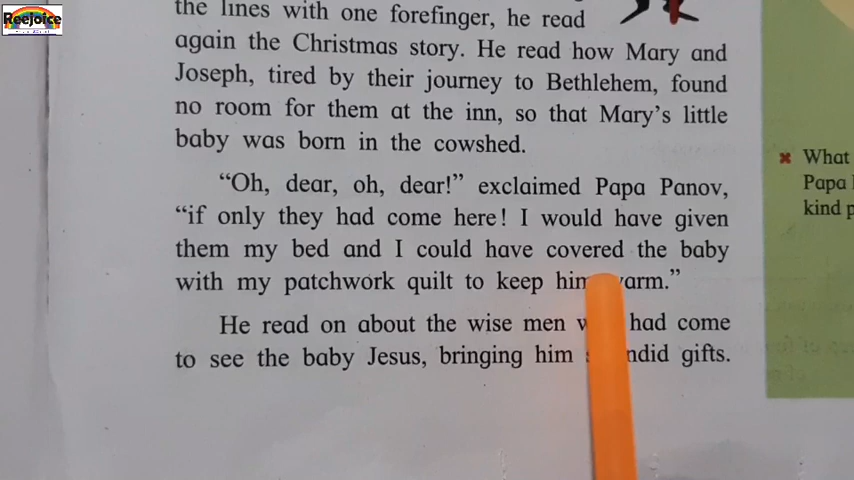 Reejoice
the lines with one forefinger, he read
again the Christmas story. He read how Mary and
Joseph, tired by their journey to Bethlehem, found
no room for them at the inn, so that Mary's little
baby was born in the cowshed.
"Oh, dear, oh, dear!" exclaimed Papa Panov,
"if only they had come here! I would have given
them my bed and I could have covered the baby
with my patchwork quilt to keep him warm."
He read on about the wise men had come
to see the baby Jesus, bringing him gifts.
What
Papa
kind